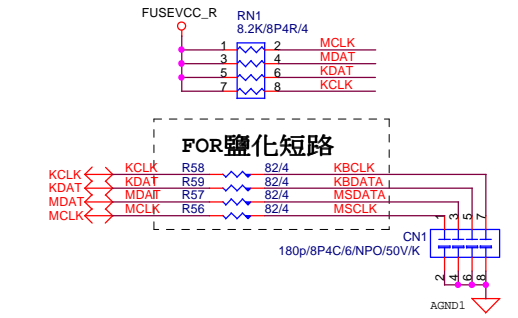 FUSEVCC_R
RN1
8.2K/8P4R/4
1 2 MCLK
3 4 MDAT
5 6 KDAT
7 8 KCLK
FOR鹽化短路
KCLK KCLK R58 82/4 KBCLK
KDAT KDAT R59 82/4 KBDATA
MDAT MDAT R57 82/4 MSDATA
MCLK MCLK R56 82/4 MSCLK
1 3 5 7
CN1
180p/8P4C/6/NPO/50V/K
2 4 6 8
AGND1